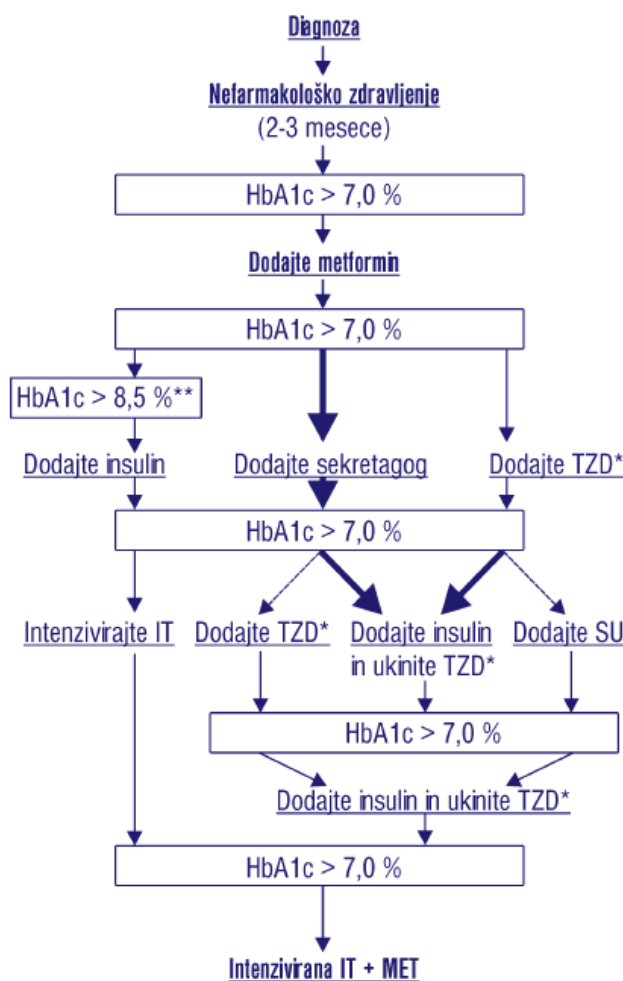 Diagnoza
Nefarmakološko zdravljenje
(2-3 mesece)
HbA1c > 7,0 %
Dodajte metformin
HbA1c > 7,0 %
HbA1c > 8,5 %**
Dodajte insulin
Dodajte sekretagog
Dodajte TZD*
HbA1c > 7,0 %
Intenzivirajte IT
Dodajte TZD*
Dodajte insulin
in ukinite TZD*
Dodajte SU
HbA1c > 7,0 %
Dodajte insulin in ukinite TZD*
HbA1c > 7,0 %
Intenzivirana IT + MET